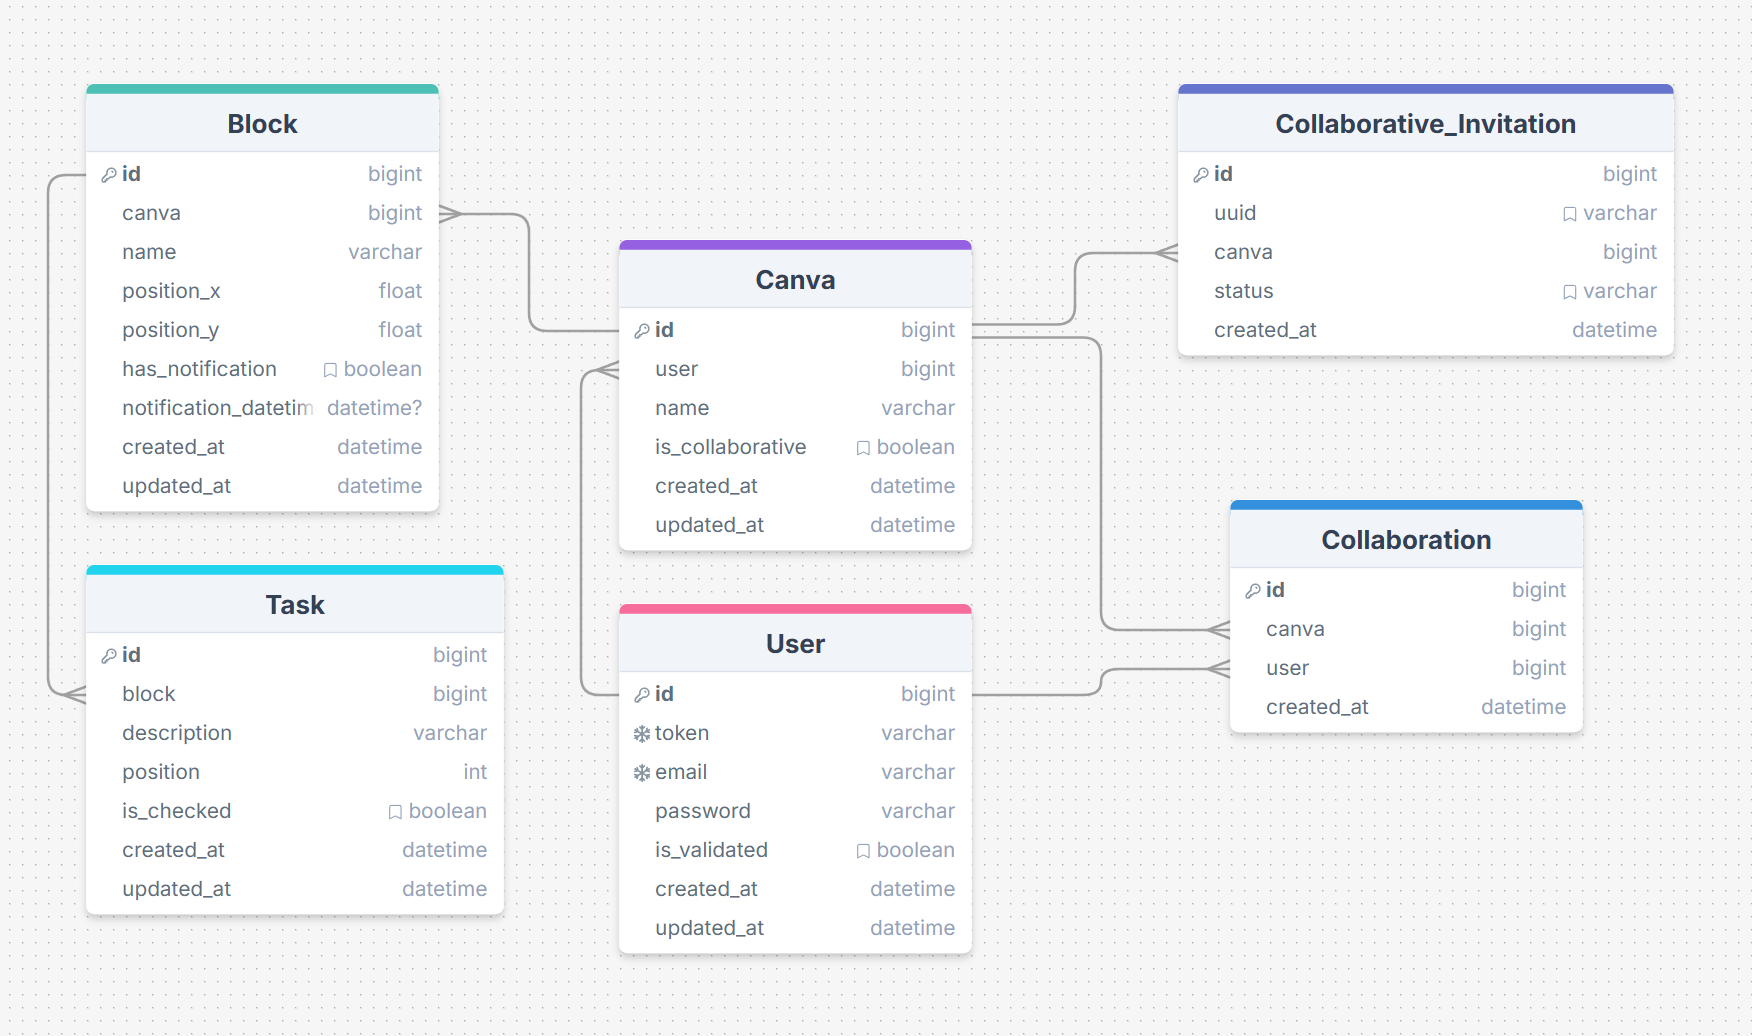 Block
id bigint
canva bigint
name varchar
position_x float
position_y float
has_notification boolean
notification_datetim datetime?
created_at datetime
updated_at datetime
Task
id bigint
block bigint
description varchar
position int
is_checked boolean
created_at datetime
updated_at datetime
Canva
id bigint
user bigint
name varchar
is_collaborative boolean
created_at datetime
updated_at datetime
User
id bigint
token varchar
email varchar
password varchar
is_validated boolean
created_at datetime
updated_at datetime
Collaborative_Invitation
id bigint
uuid varchar
canva bigint
status varchar
created_at datetime
Collaboration
id bigint
canva bigint
user bigint
created_at datetime